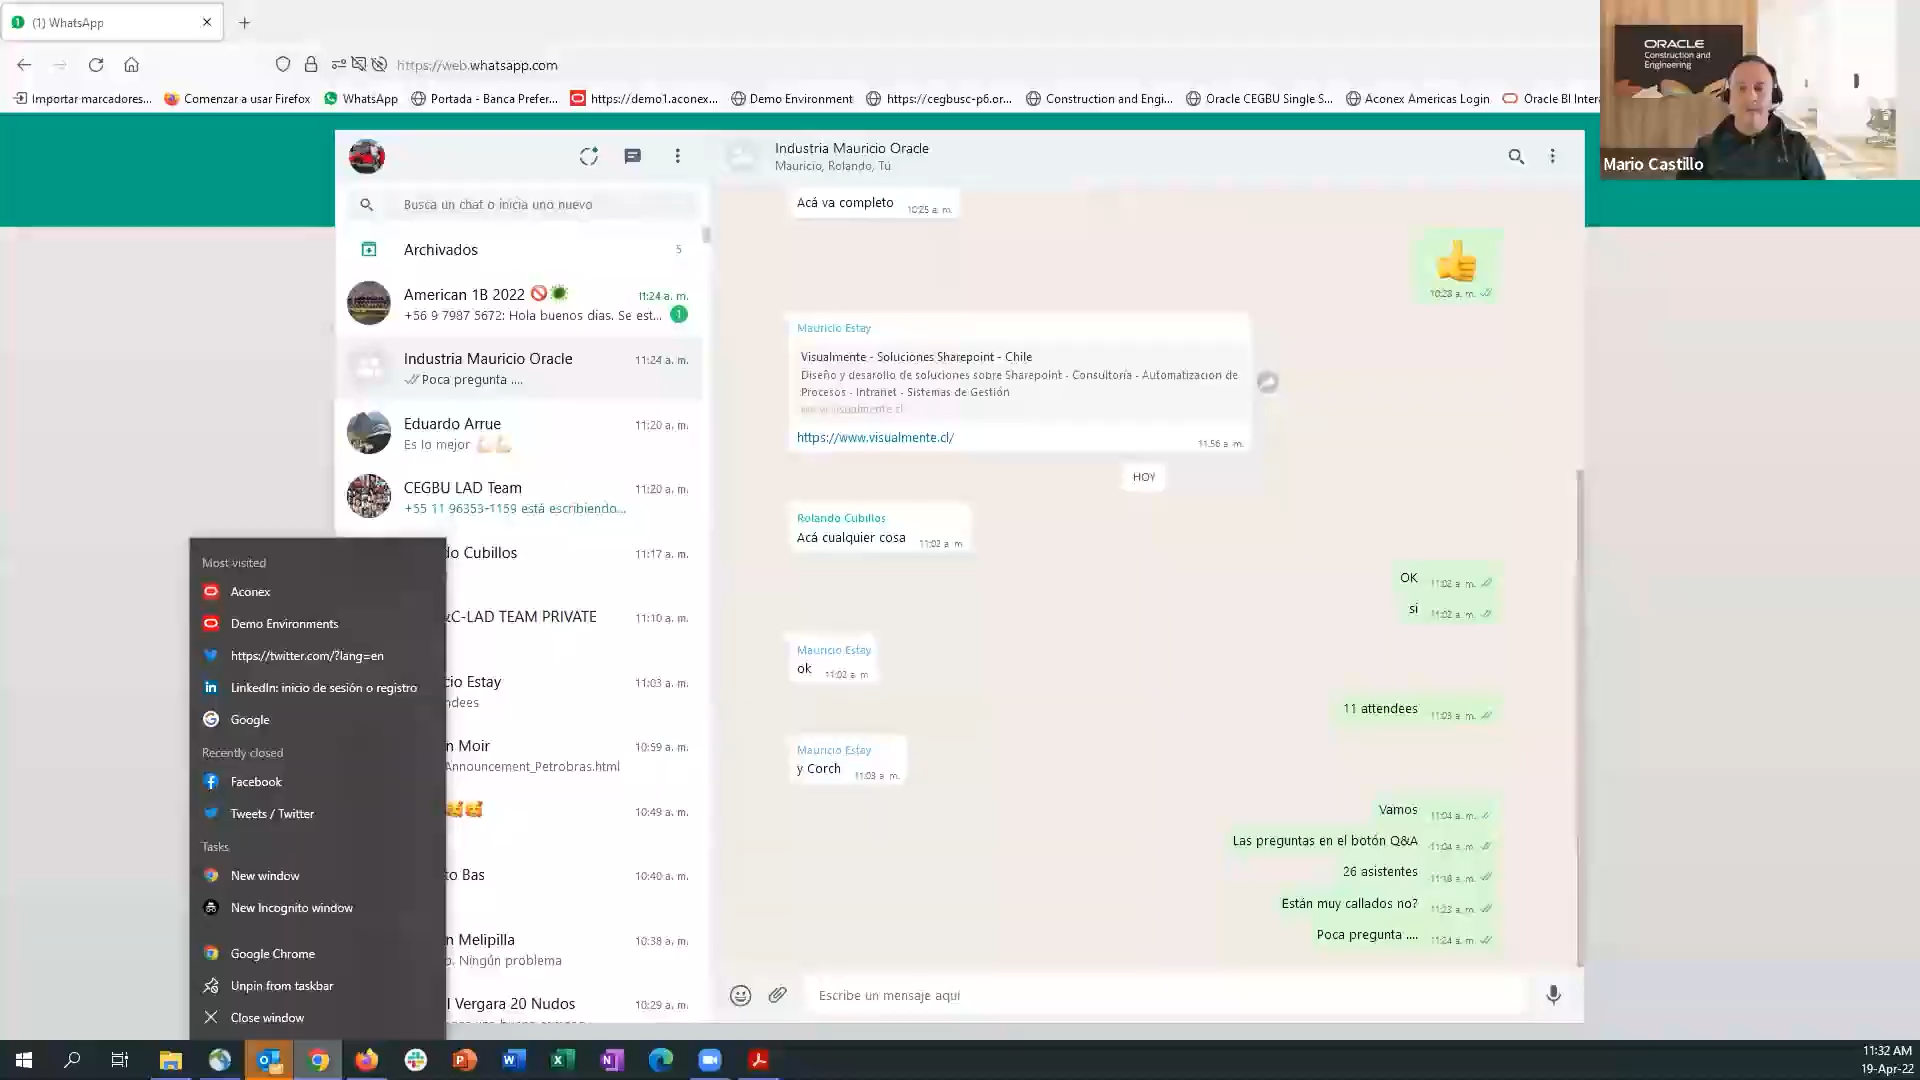 (1) WhatsApp
https://web.whatsapp.com
Importar marcadores...
Comenzar a usar Firefox
WhatsApp
Portada - Banca Prefer...
https://demo1.aconex...
Demo Environment
https://cegbusc-p6.or...
Construction and Engi...
Oracle CEGBU Single S...
Aconex Americas Login
Oracle BI Intera
ORACLE
Construction and
Engineering
Mario Castillo
Busca un chat o inicia uno nuevo
Archivados
5
American 1B 2022
11:24 a. m.
+56 9 7987 5672: Hola buenos días. Se est...
1
Industria Mauricio Oracle
11:24 a. m.
Poca pregunta ....
Eduardo Arrue
11:20 a. m.
Es lo mejor
CEGBU LAD Team
11:20 a. m.
+55 11 96353-1159 está escribiendo...
do Cubillos
11:17 a. m.
&C-LAD TEAM PRIVATE
11:10 a. m.
cio Estay
11:03 a. m.
ndees
n Moir
10:59 a. m.
Announcement_Petrobras.html
10:49 a. m.
to Bas
10:40 a. m.
n Melipilla
10:38 a. m.
o. Ningún problema
l Vergara 20 Nudos
10:29 a. m.
Most visited
Aconex
Demo Environments
https://twitter.com/?lang=en
LinkedIn: inicio de sesión o registro
Google
Recently closed
Facebook
Tweets / Twitter
Tasks
New window
New Incognito window
Google Chrome
Unpin from taskbar
Close window
Industria Mauricio Oracle
Mauricio, Rolando, Tú
Acá va completo
10:25 a. m.
10:28 a. m.
Mauricio Estay
Visualmente - Soluciones Sharepoint - Chile
Diseño y desarollo de soluciones sobre Sharepoint - Consultoría - Automatizacion de
Procesos - Intranet - Sistemas de Gestión
www.visualmente.cl
https://www.visualmente.cl/
11:56 a. m.
HOY
Rolando Cubillos
Acá cualquier cosa
11:02 a. m.
OK
11:02 a. m.
si
11:02 a. m.
Mauricio Estay
ok
11:02 a. m.
11 attendees
11:03 a. m.
Mauricio Estay
y Corch
11:03 a. m.
Vamos
11:04 a. m.
Las preguntas en el botón Q&A
11:04 a. m.
26 asistentes
11:18 a. m.
Están muy callados no?
11:23 a. m.
Poca pregunta ....
11:24 a. m.
Escribe un mensaje aquí
11:32 AM
19-Apr-22